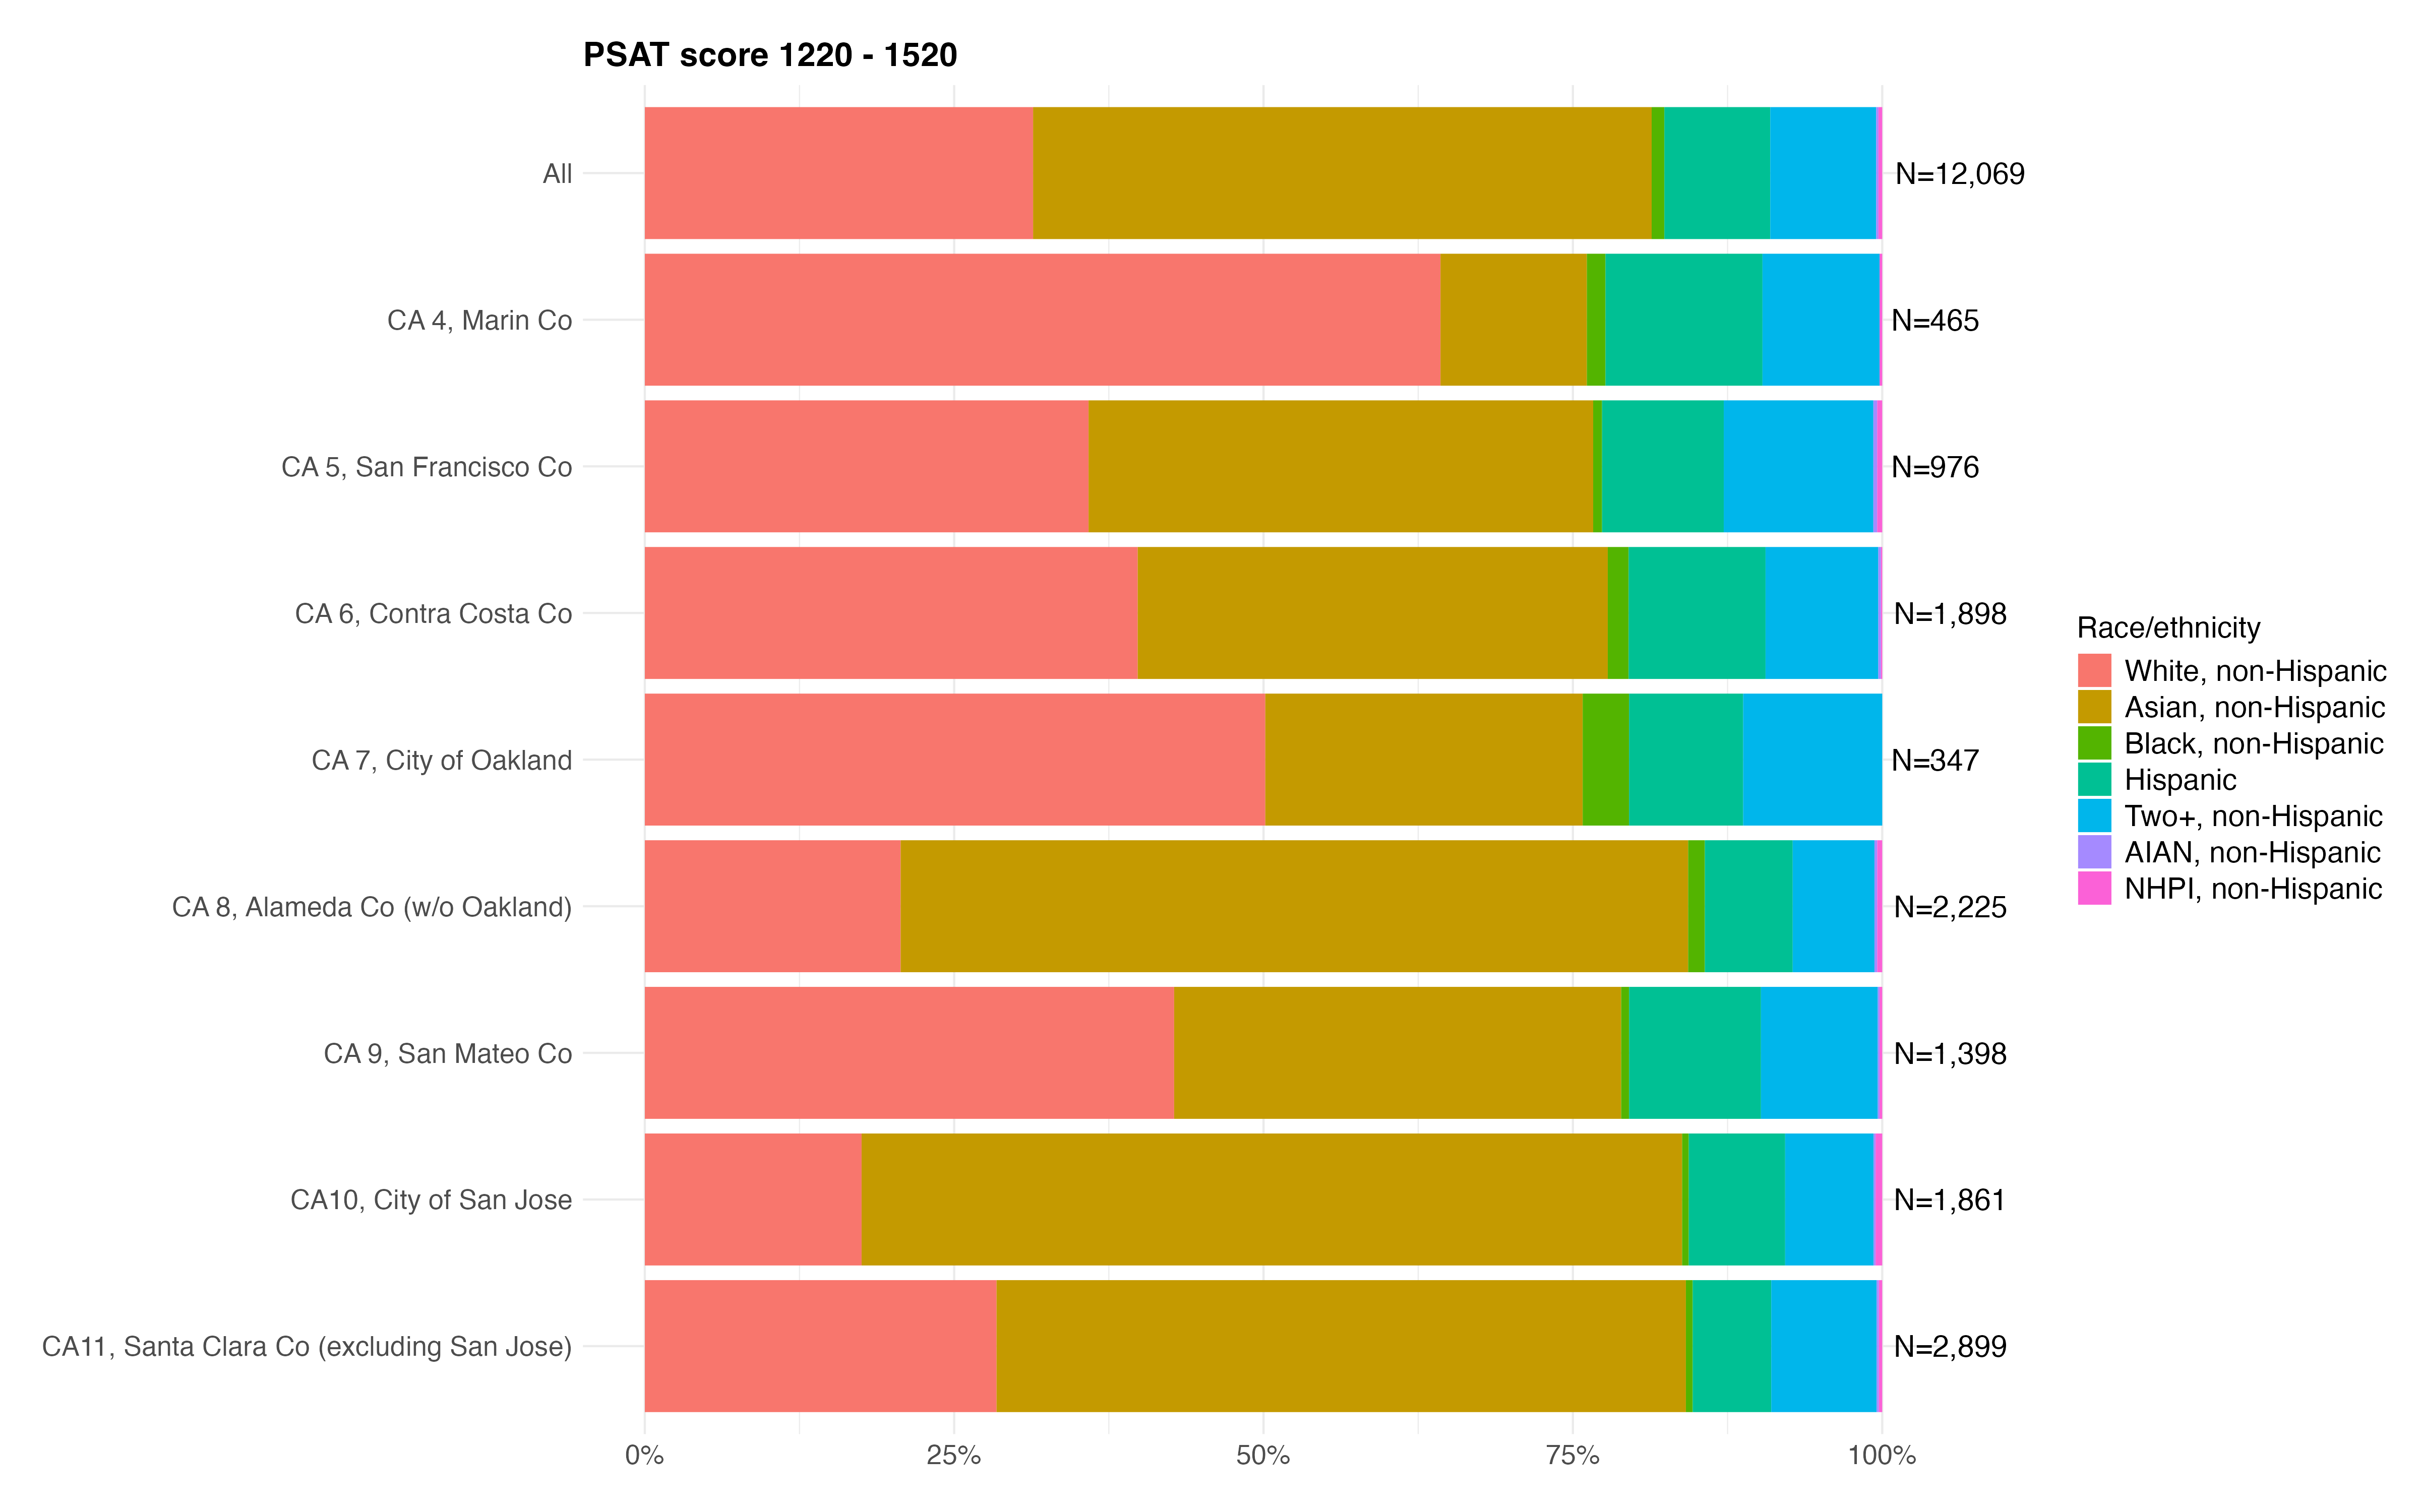 PSAT score 1220 - 1520
All
N=12,069
CA 4, Marin Co
N=465
CA 5, San Francisco Co
N=976
CA 6, Contra Costa Co
N=1,898
CA 7, City of Oakland
N=347
CA 8, Alameda Co (w/o Oakland)
N=2,225
CA 9, San Mateo Co
N=1,398
CA10, City of San Jose
N=1,861
CA11, Santa Clara Co (excluding San Jose)
N=2,899
0% 25% 50% 75% 100%
Race/ethnicity
White, non-Hispanic
Asian, non-Hispanic
Black, non-Hispanic
Hispanic
Two+, non-Hispanic
AIAN, non-Hispanic
NHPI, non-Hispanic